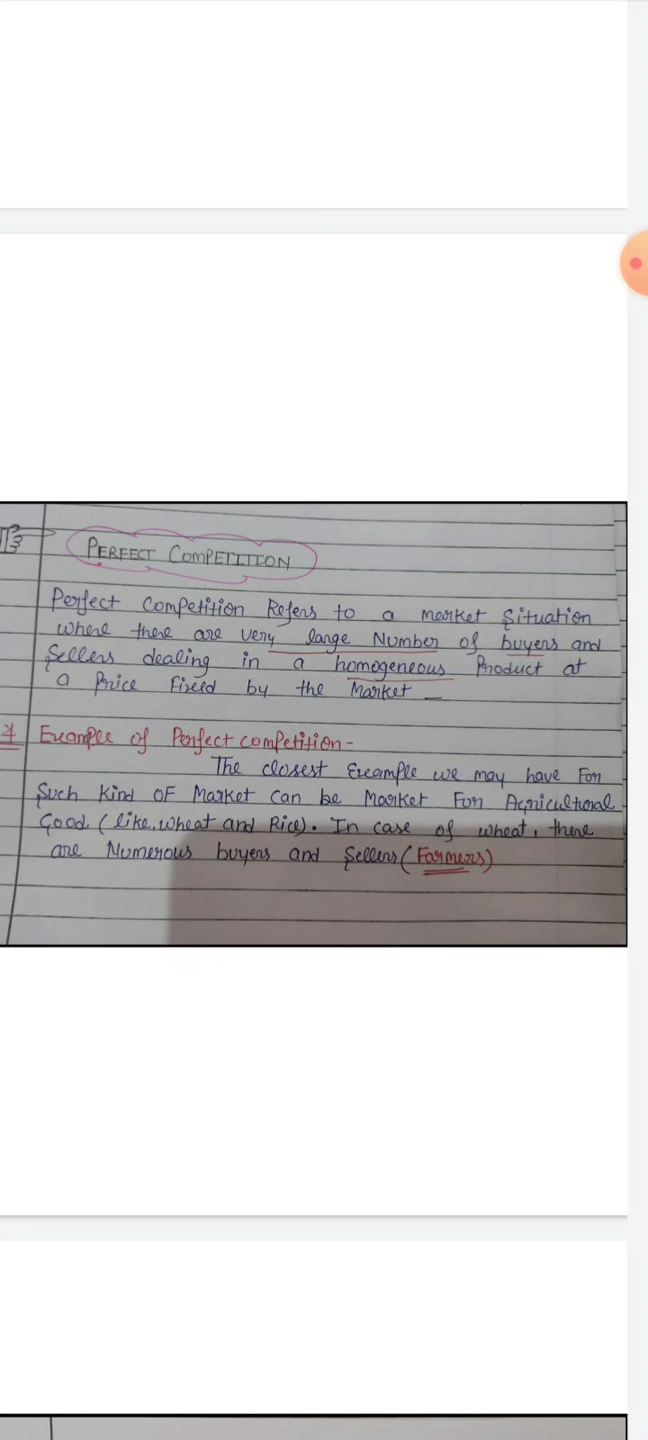 PERFECT COMPETITION
Perfect Competition Refers to a market Situation
where there are very large Number of buyers and
Sellers dealing in a homogeneous Product at
a Price Fixed by the Market
Example of Perfect competition-
The closest Example we may have For
Such Kind OF Market Can be Market For Agricultural
Good (like, wheat and Rice). In case of wheat, there
are Numerous buyers and Sellers (Farmers)